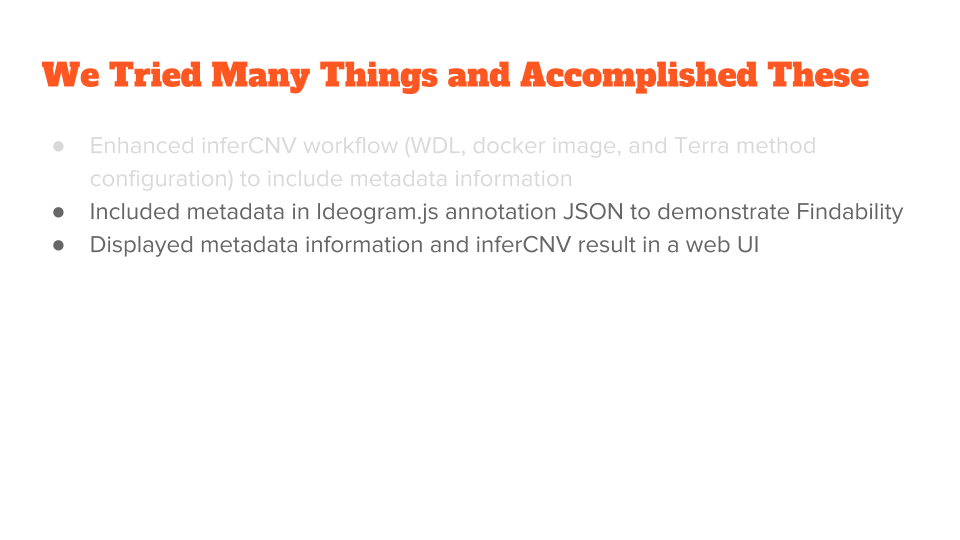 We Tried Many Things and Accomplished These
● Enhanced inferCNV workflow (WDL, docker image, and Terra method
configuration) to include metadata information
● Included metadata in Ideogram.js annotation JSON to demonstrate Findability
● Displayed metadata information and inferCNV result in a web UI